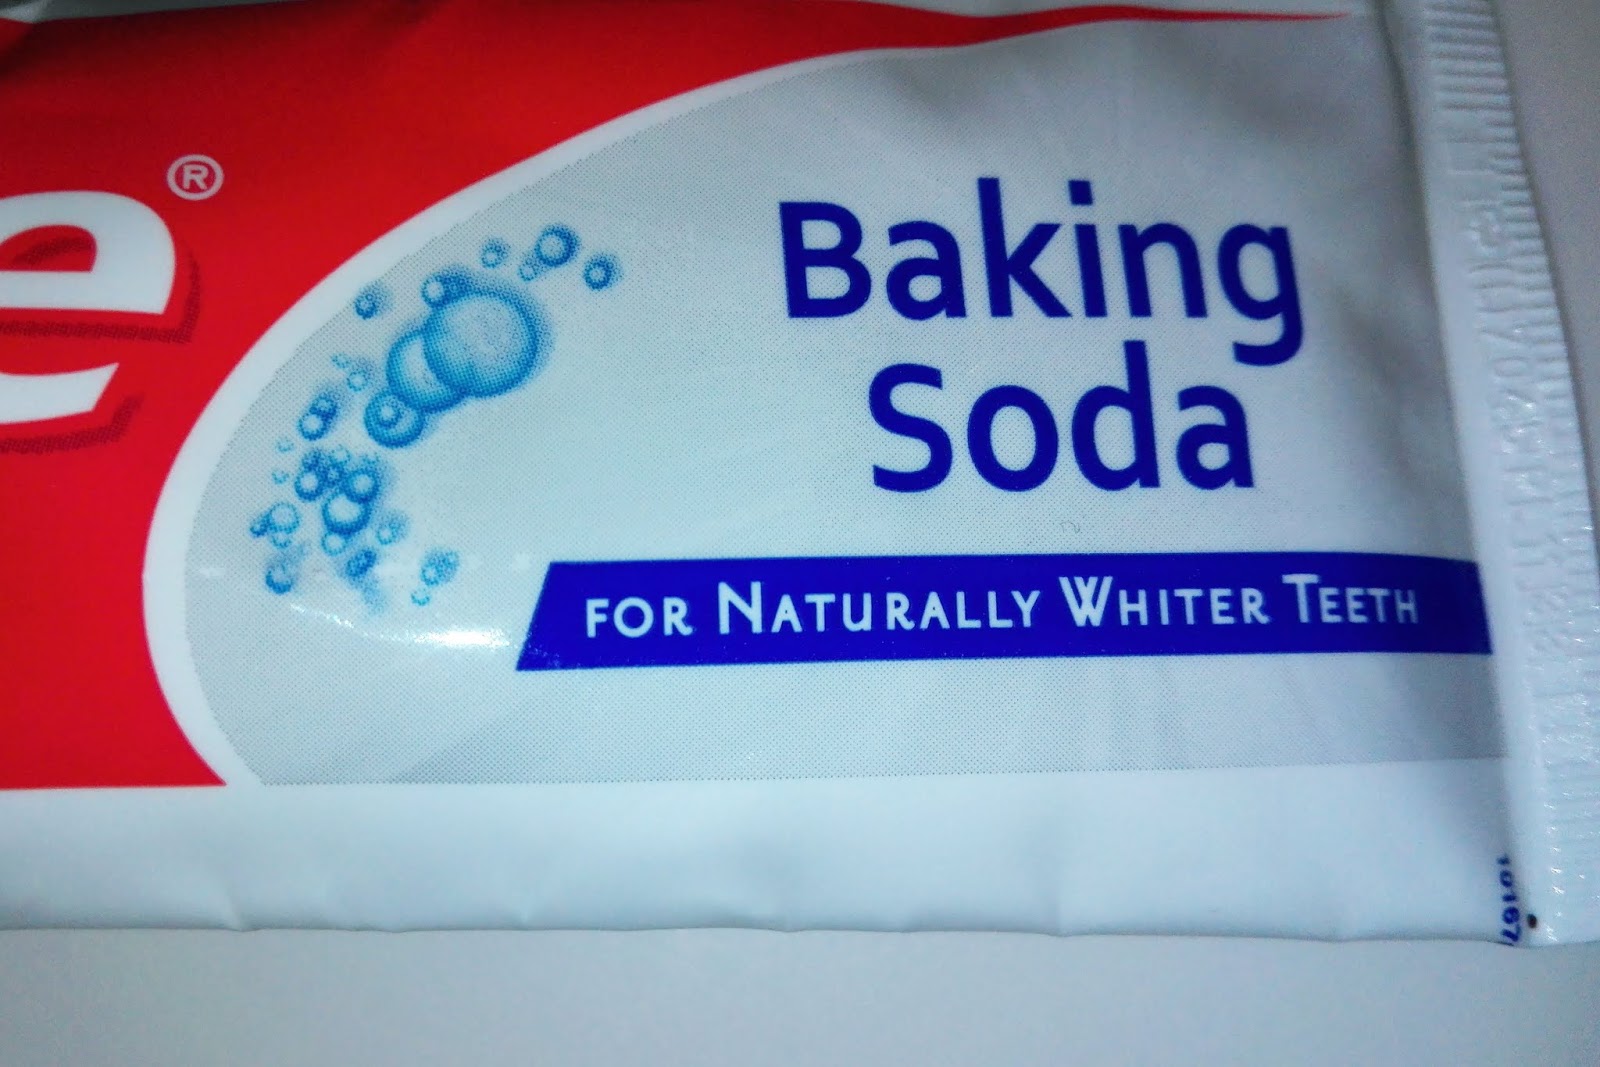 e®
Baking
Soda
FOR NATURALLY WHITER TEETH